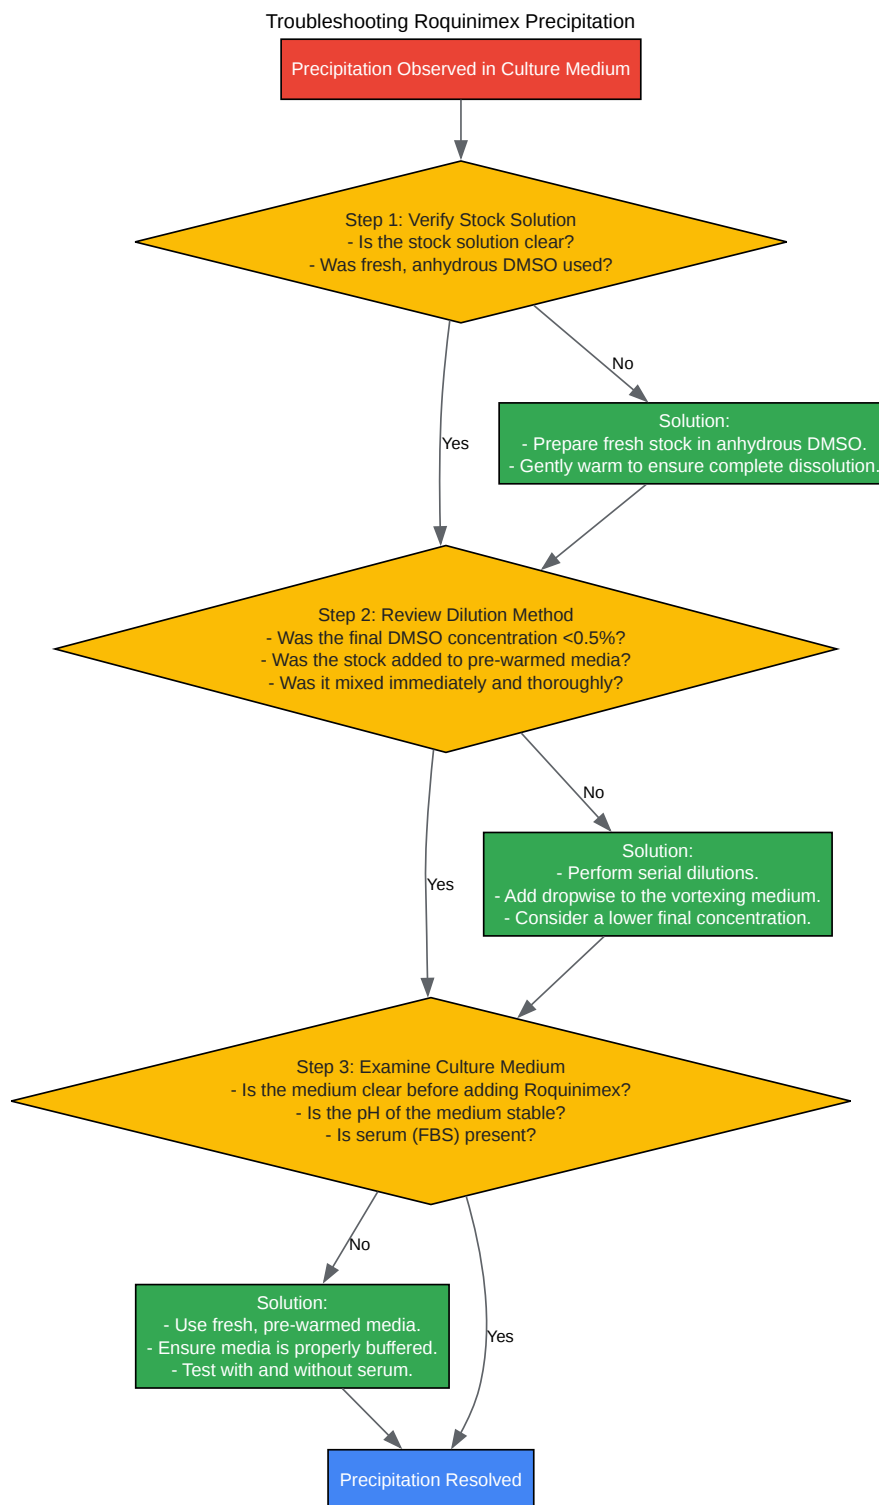 Troubleshooting Roquinimex Precipitation
Precipitation Observed in Culture Medium
Step 1: Verify Stock Solution
- Is the stock solution clear?
- Was fresh, anhydrous DMSO used?
No
Solution:
- Prepare fresh stock in anhydrous DMSO.
- Gently warm to ensure complete dissolution.
Yes
Step 2: Review Dilution Method
- Was the final DMSO concentration <0.5%?
- Was the stock added to pre-warmed media?
- Was it mixed immediately and thoroughly?
No
Solution:
- Perform serial dilutions.
- Add dropwise to the vortexing medium.
- Consider a lower final concentration.
Yes
Step 3: Examine Culture Medium
- Is the medium clear before adding Roquinimex?
- Is the pH of the medium stable?
- Is serum (FBS) present?
No
Solution:
- Use fresh, pre-warmed media.
- Ensure media is properly buffered.
- Test with and without serum.
Yes
Precipitation Resolved